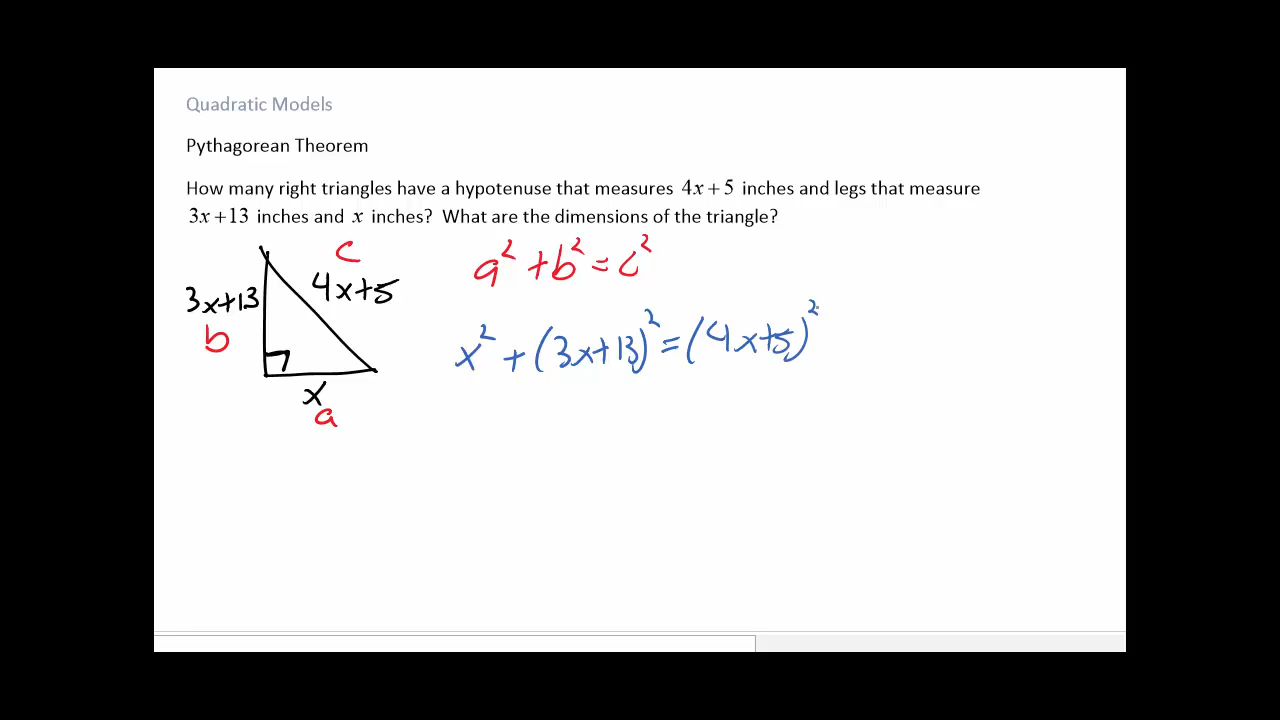 Quadratic Models
Pythagorean Theorem
How many right triangles have a hypotenuse that measures 4x+5 inches and legs that measure
3x+13 inches and x inches? What are the dimensions of the triangle?
c
a² + b² = c²
3x+13
4x+5
b
x² + (3x+13)² = (4x+5)²
x
a